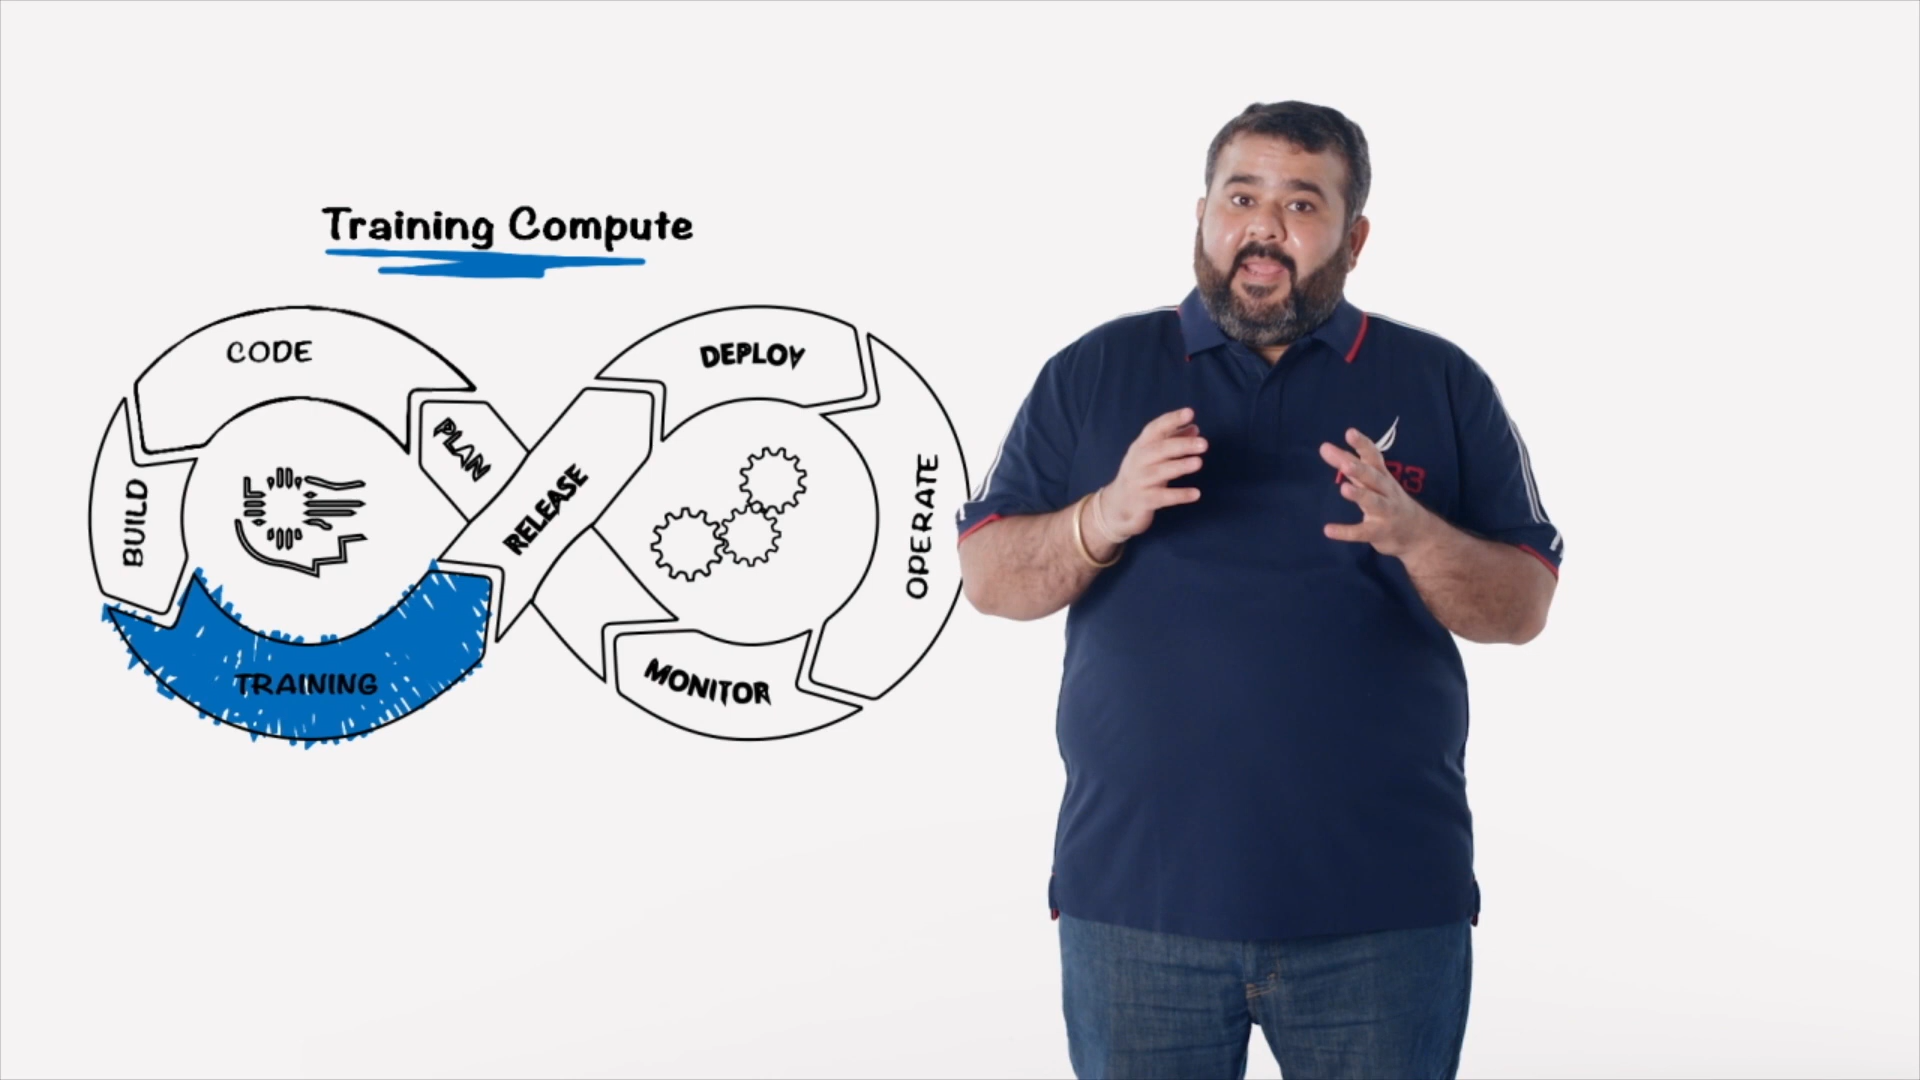 Training Compute
CODE
PLAN
BUILD
TRAINING
RELEASE
DEPLOY
OPERATE
MONITOR